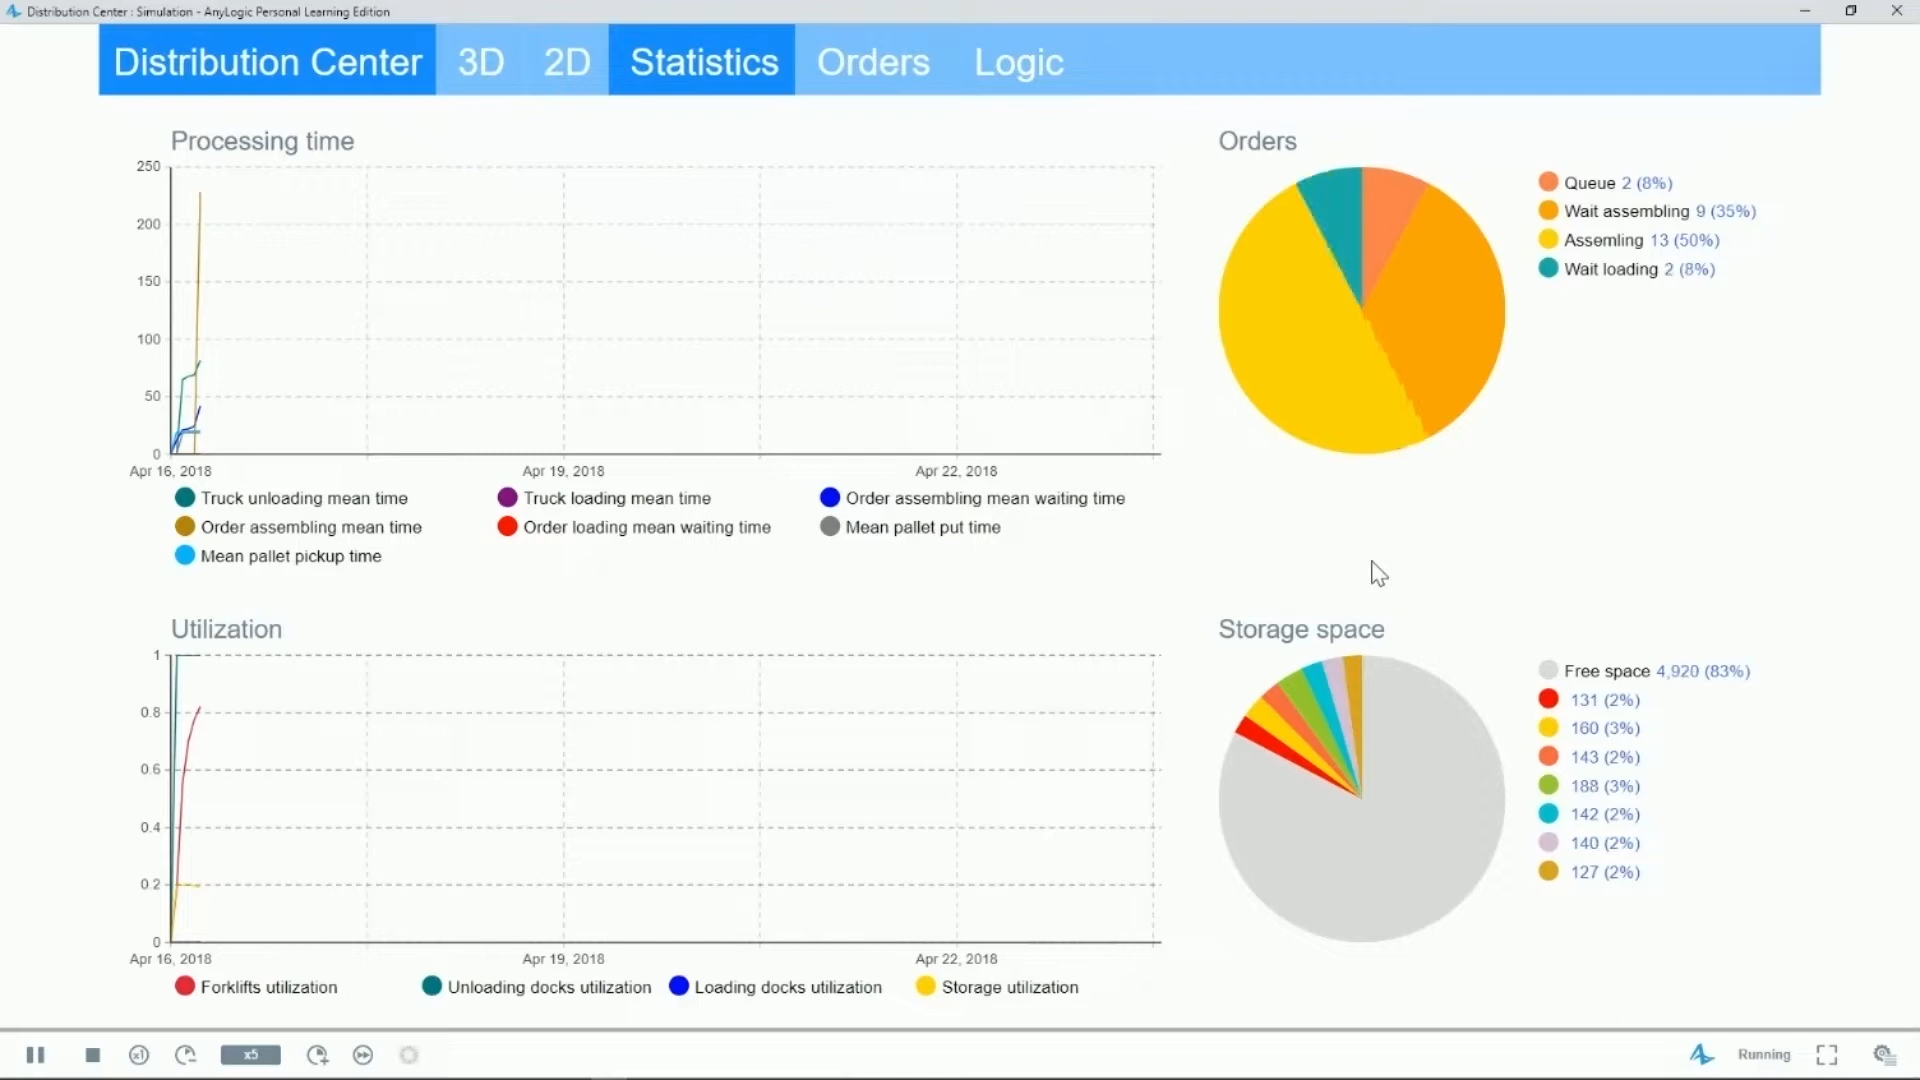 Distribution Center : Simulation - AnyLogic Personal Learning Edition
Distribution Center 3D 2D Statistics Orders Logic
Processing time
250
200
150
100
50
0
Apr 16, 2018 Apr 19, 2018 Apr 22, 2018
Truck unloading mean time Truck loading mean time Order assembling mean waiting time
Order assembling mean time Order loading mean waiting time Mean pallet put time
Mean pallet pickup time
Orders
Queue 2 (8%)
Wait assembling 9 (35%)
Assemling 13 (50%)
Wait loading 2 (8%)
Utilization
1
0.8
0.6
0.4
0.2
0
Apr 16, 2018 Apr 19, 2018 Apr 22, 2018
Forklifts utilization Unloading docks utilization Loading docks utilization Storage utilization
Storage space
Free space 4,920 (83%)
131 (2%)
160 (3%)
143 (2%)
188 (3%)
142 (2%)
140 (2%)
127 (2%)
x1 x5 Running